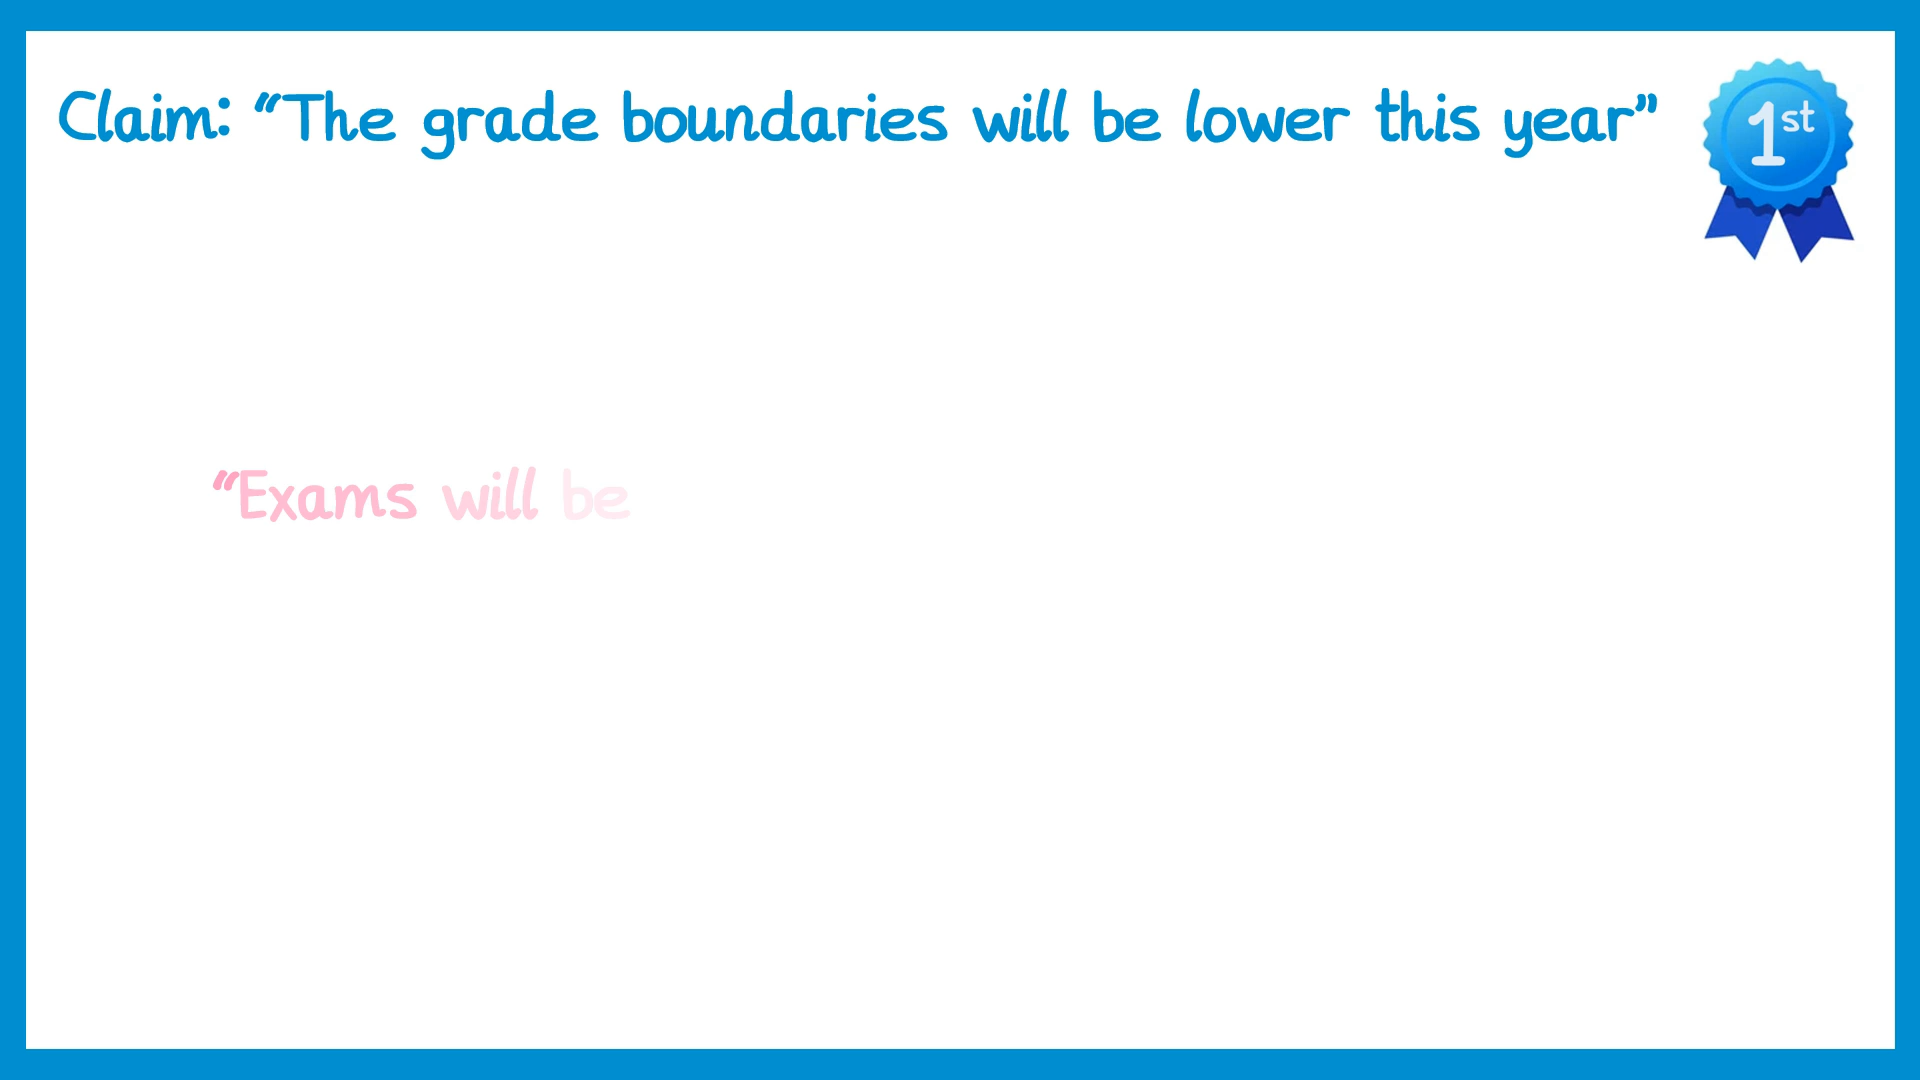 Claim: “The grade boundaries will be lower this year”
1st
“Exams will be